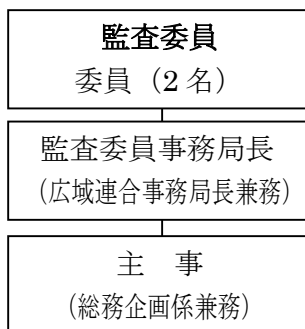 監査委員
委員（2 名）
監査委員事務局長
（広域連合事務局長兼務）
主　事
（総務企画係兼務）